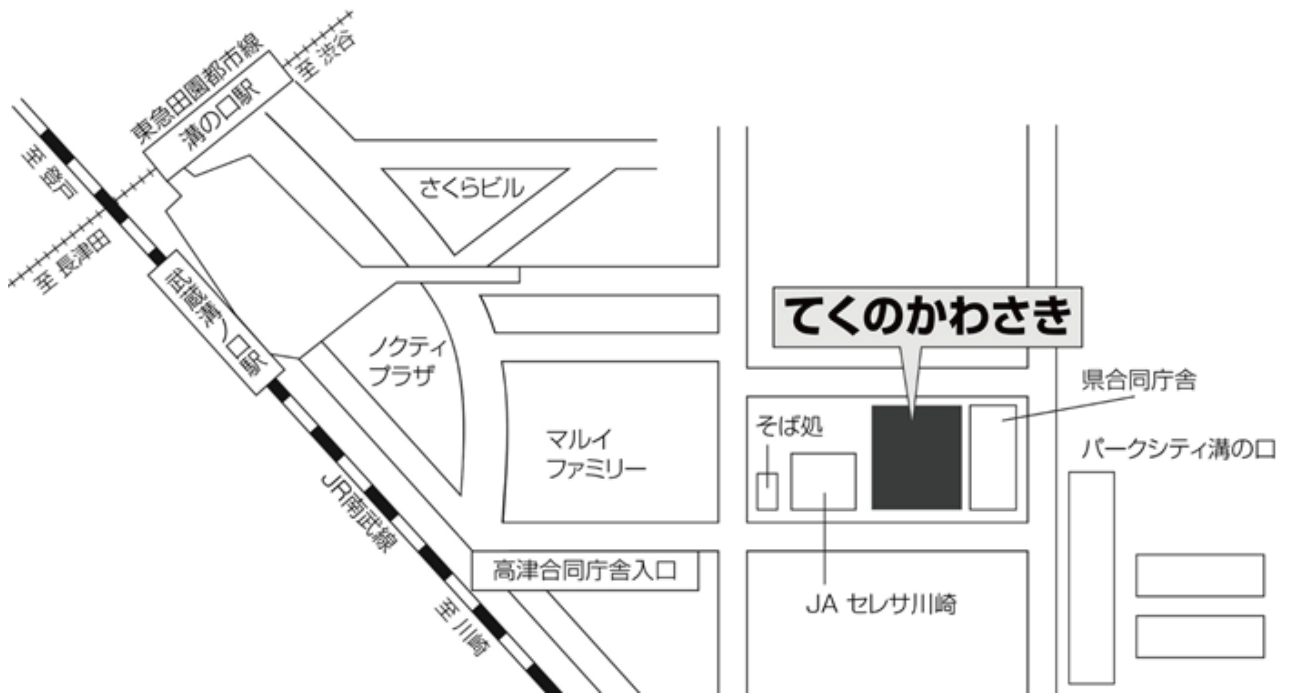 至 渋谷
東急田園都市線
溝の口駅
至 登戸
至 長津田
さくらビル
武蔵溝ノ口駅
てくのかわさき
ノクティ
プラザ
県合同庁舎
そば処
マルイ
ファミリー
パークシティ溝の口
JR南武線
高津合同庁舎入口
JA セレサ川崎
至 川崎